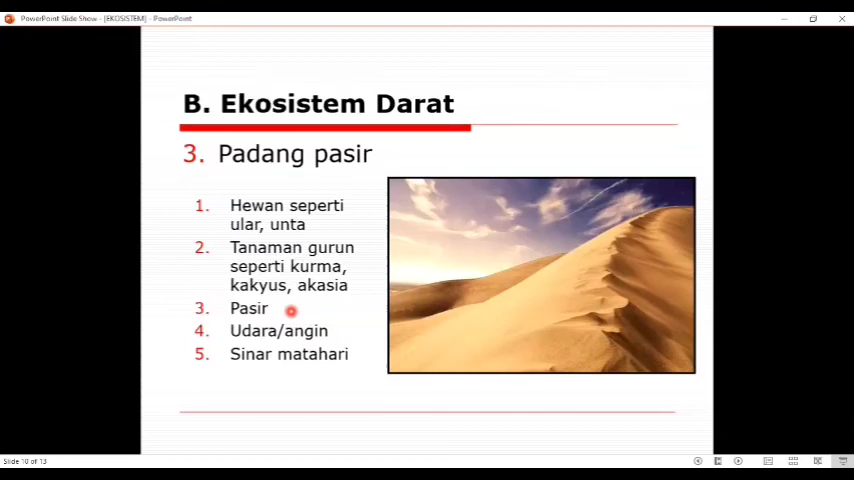 PowerPoint Slide Show - [EKOSISTEM] - PowerPoint
B. Ekosistem Darat
3. Padang pasir
1. Hewan seperti
ular, unta
2. Tanaman gurun
seperti kurma,
kakyus, akasia
3. Pasir
4. Udara/angin
5. Sinar matahari
Slide 10 of 13